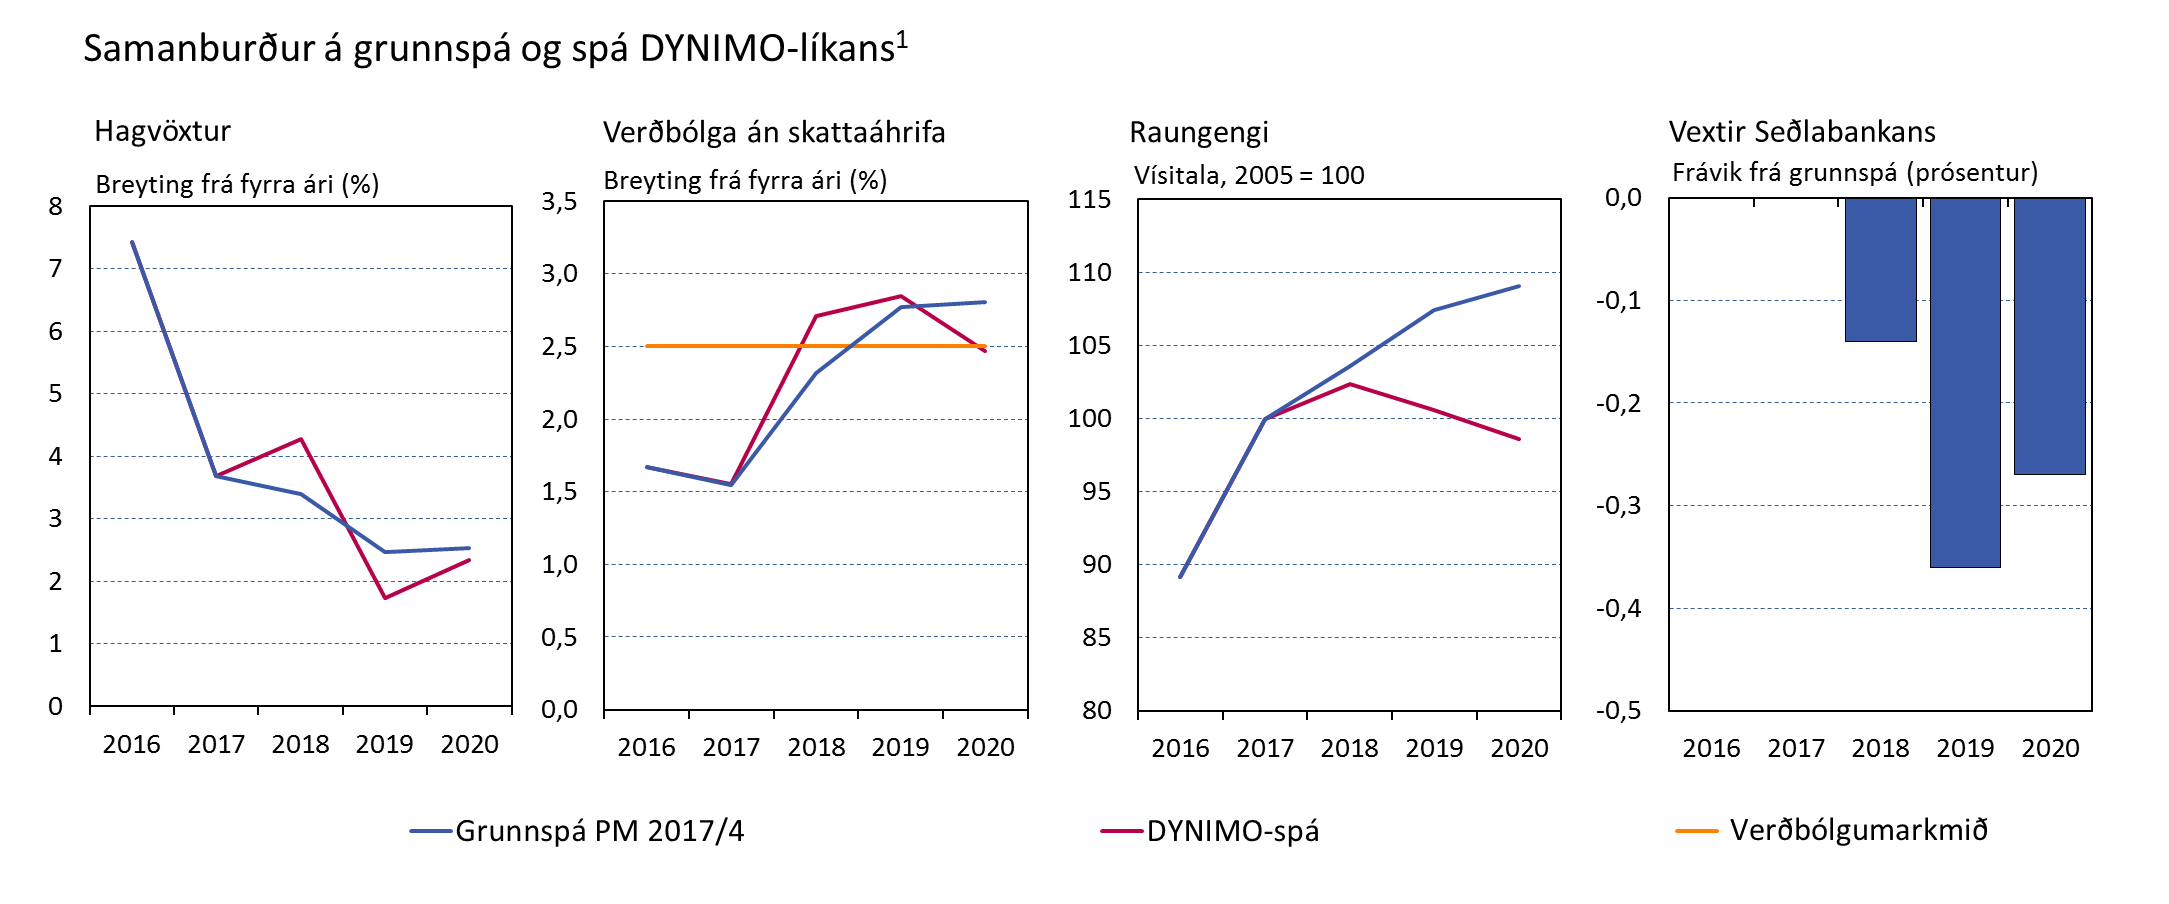 Samanburður á grunnspá og spá DYNIMO-líkans¹
Hagvöxtur
Breyting frá fyrra ári (%)
8
7
6
5
4
3
2
1
0
2016 2017 2018 2019 2020
Verðbólga án skattaáhrifa
Breyting frá fyrra ári (%)
3,5
3,0
2,5
2,0
1,5
1,0
0,5
0,0
2016 2017 2018 2019 2020
Raungengi
Vísitala, 2005 = 100
115
110
105
100
95
90
85
80
2016 2017 2018 2019 2020
Vextir Seðlabankans
Frávik frá grunnspá (prósentur)
0,0
-0,1
-0,2
-0,3
-0,4
-0,5
2016 2017 2018 2019 2020
Grunnspá PM 2017/4
DYNIMO-spá
Verðbólgumarkmið